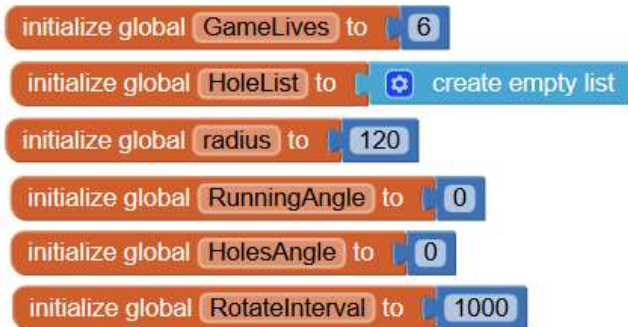 initialize global GameLives to 6
initialize global HoleList to create empty list
initialize global radius to 120
initialize global RunningAngle to 0
initialize global HolesAngle to 0
initialize global RotateInterval to 1000